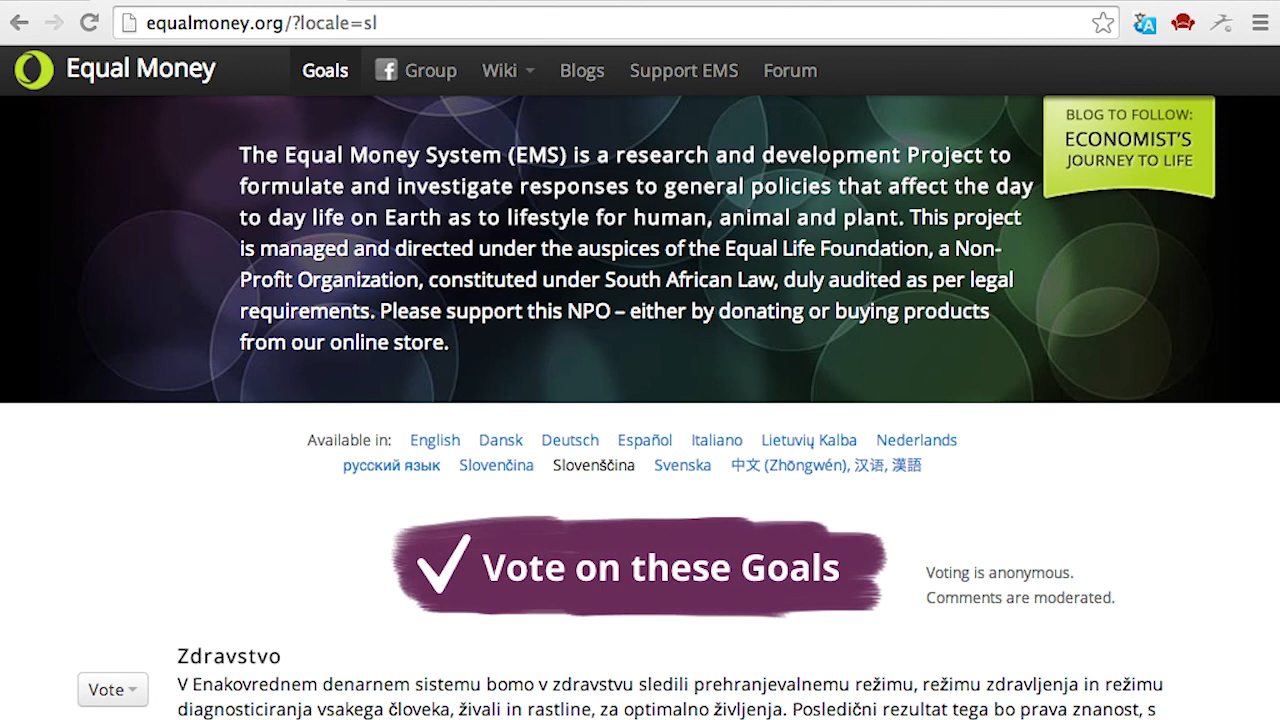 equalmoney.org/?locale=sl
Equal Money
Goals
Group
Wiki
Blogs
Support EMS
Forum
BLOG TO FOLLOW:
ECONOMIST'S
JOURNEY TO LIFE
The Equal Money System (EMS) is a research and development Project to
formulate and investigate responses to general policies that affect the day
to day life on Earth as to lifestyle for human, animal and plant. This project
is managed and directed under the auspices of the Equal Life Foundation, a Non-
Profit Organization, constituted under South African Law, duly audited as per legal
requirements. Please support this NPO – either by donating or buying products
from our online store.
Available in: English Dansk Deutsch Español Italiano Lietuvių Kalba Nederlands
русский язык Slovenčina Slovenščina Svenska 中文 (Zhōngwén), 汉语, 漢語
Vote on these Goals
Voting is anonymous.
Comments are moderated.
Zdravstvo
Vote
V Enakovrednem denarnem sistemu bomo v zdravstvu sledili prehranjevalnemu režimu, režimu zdravljenja in režimu
diagnosticiranja vsakega človeka, živali in rastline, za optimalno življenja. Posledični rezultat tega bo prava znanost, s